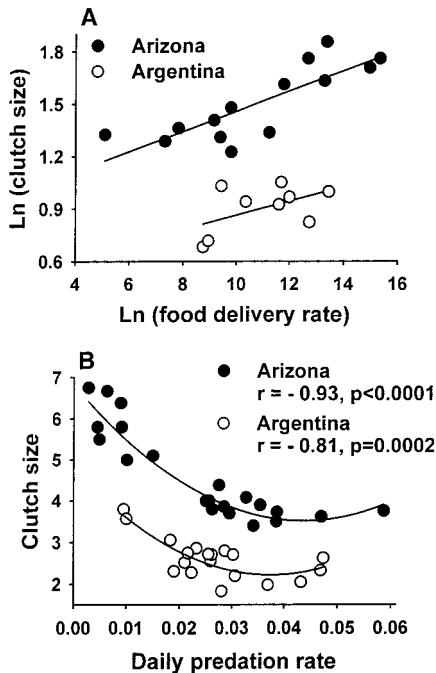 A
Arizona
Argentina
Ln (clutch size)
1.8
1.5
1.2
0.9
0.6
4 6 8 10 12 14 16
Ln (food delivery rate)
B
Arizona
r = - 0.93, p<0.0001
Argentina
r = - 0.81, p=0.0002
Clutch size
7
6
5
4
3
2
0.00 0.01 0.02 0.03 0.04 0.05 0.06
Daily predation rate